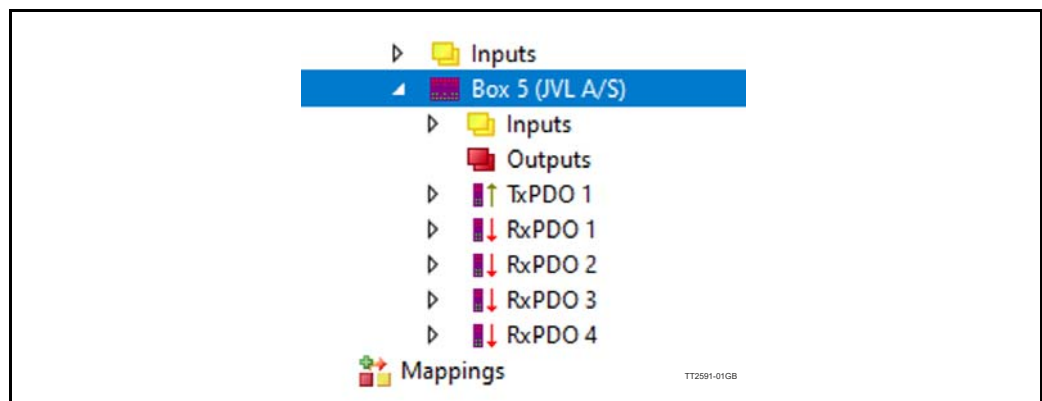 Inputs
Box 5 (JVL A/S)
Inputs
Outputs
TxPDO 1
RxPDO 1
RxPDO 2
RxPDO 3
RxPDO 4
Mappings
TT2591-01GB